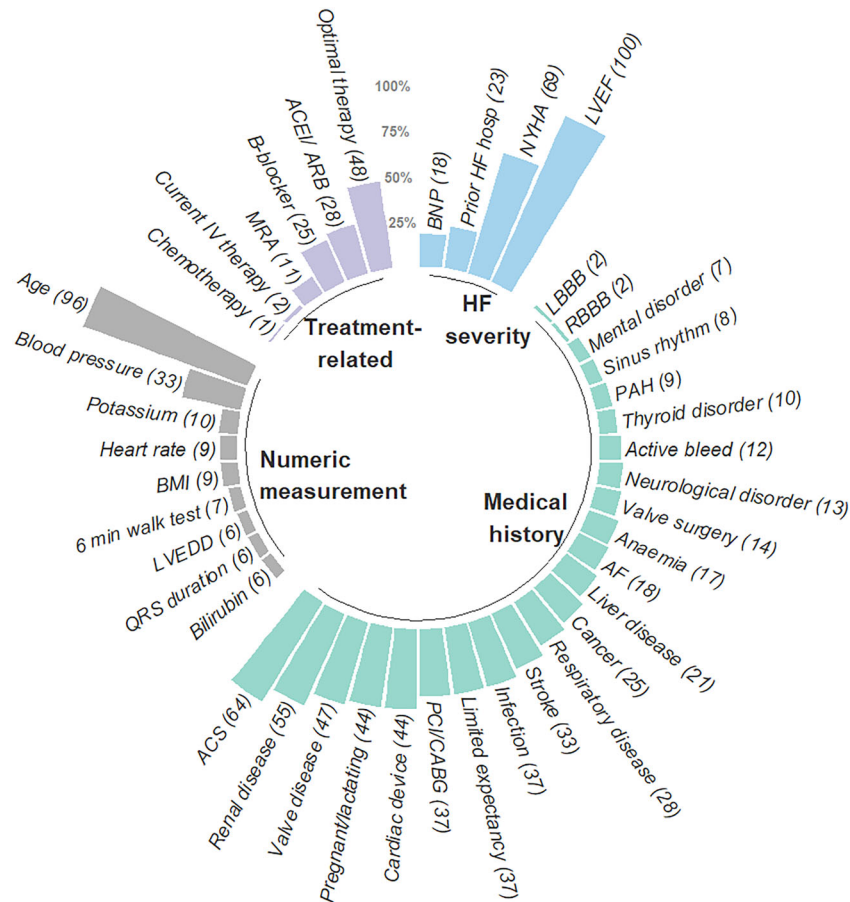 100%
75%
50%
25%
BNP (18)
Prior HF hosp (23)
NYHA (69)
LVEF (100)
HF
severity
LBBB (2)
RBBB (2)
Mental disorder (7)
Sinus rhythm (8)
PAH (9)
Thyroid disorder (10)
Active bleed (12)
Neurological disorder (13)
Valve surgery (14)
Anaemia (17)
AF (18)
Liver disease (21)
Cancer (25)
Respiratory disease (28)
Stroke (33)
Infection (37)
Limited expectancy (37)
PCI/CABG (37)
Cardiac device (44)
Pregnant/lactating (44)
Valve disease (47)
Renal disease (55)
ACS (64)
Medical
history
Bilirubin (6)
QRS duration (6)
LVEDD (6)
6 min walk test (7)
BMI (9)
Heart rate (9)
Potassium (10)
Blood pressure (33)
Age (96)
Numeric
measurement
Chemotherapy (1)
Current IV therapy (2)
MRA (11)
B-blocker (25)
ACEI/ ARB (28)
Optimal therapy (48)
Treatment-
related